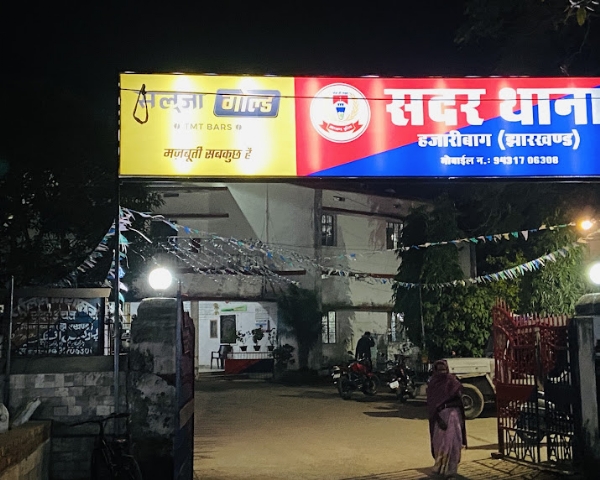 सलूजा गोल्ड
TMT BARS
मजबूती सबकुछ है
सदर थाना
हजारीबाग (झारखण्ड)
मोबाईल न.: 94317 06308